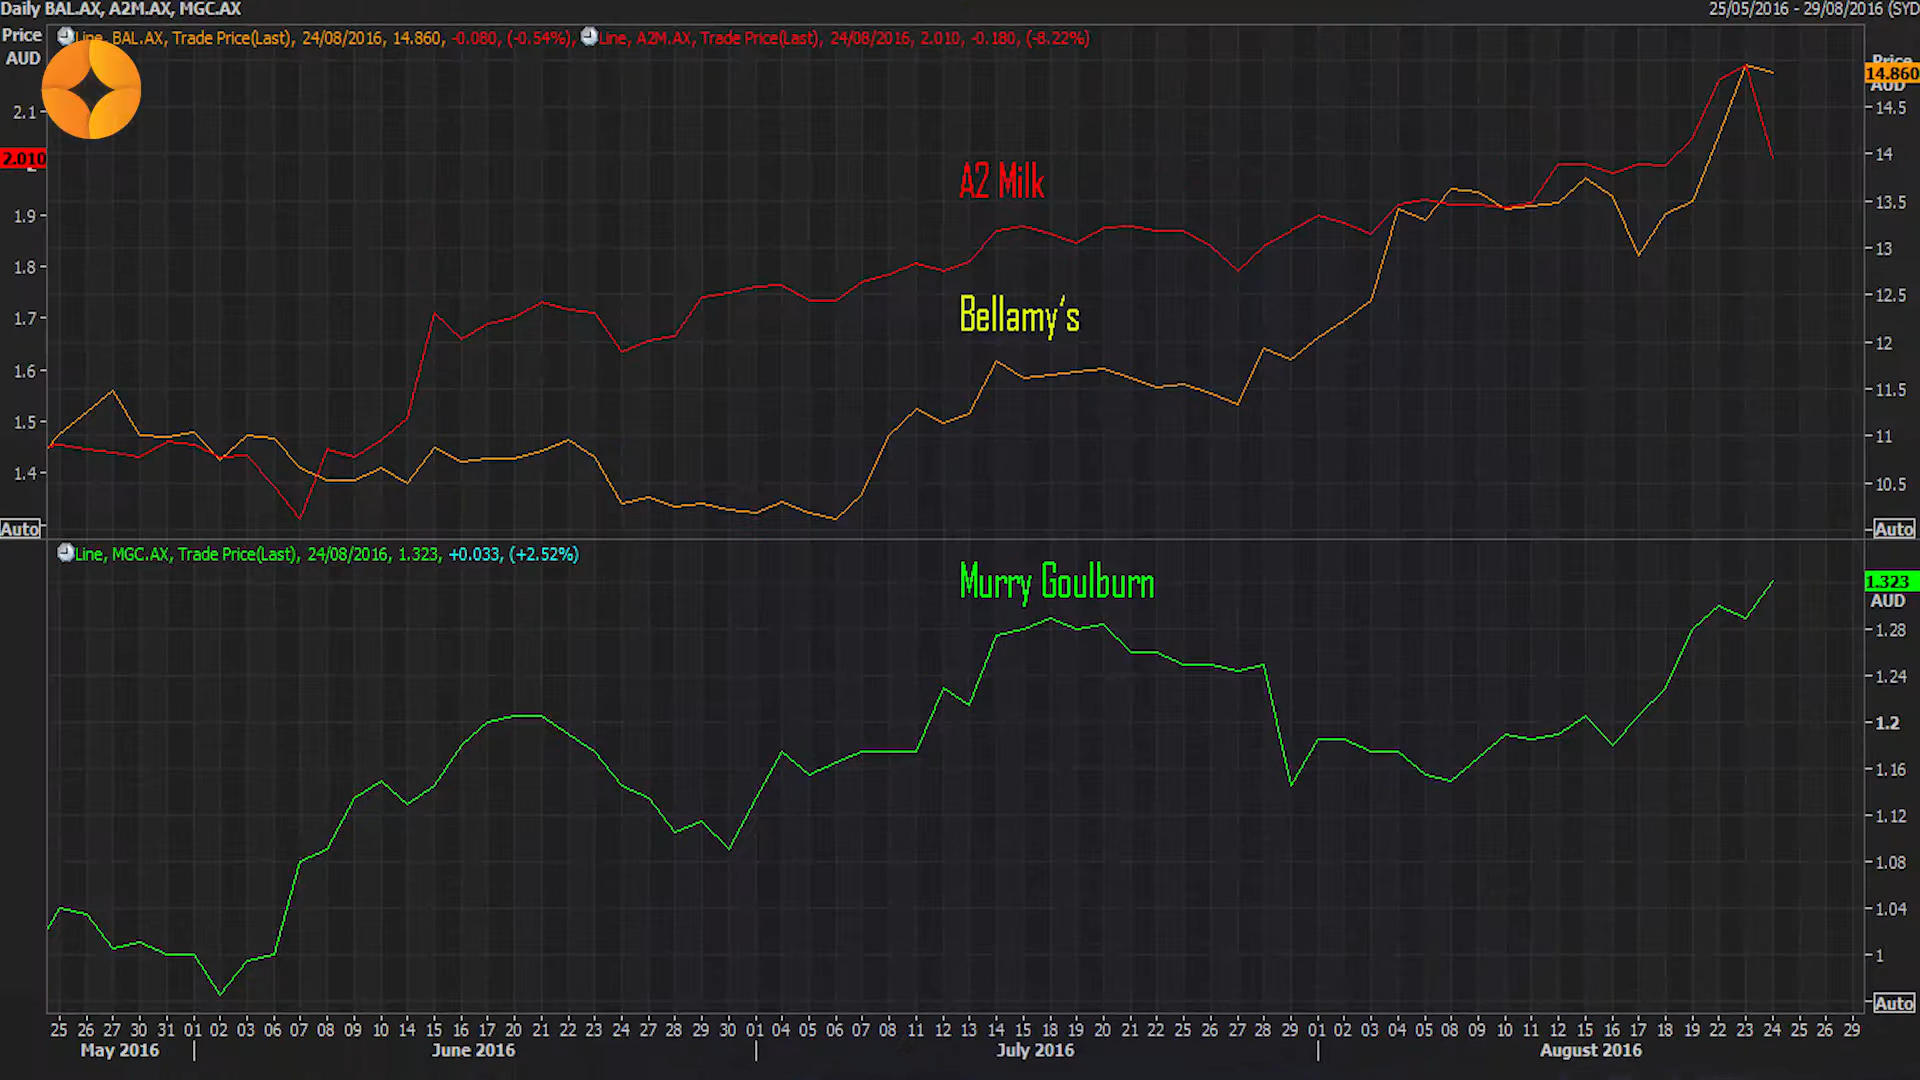 Daily BAL.AX, A2M.AX, MGC.AX 25/05/2016 - 29/08/2016 (SYD
Price
AUD
Line, BAL.AX, Trade Price(Last), 24/08/2016, 14.860, -0.080, (-0.54%), Line, A2M.AX, Trade Price(Last), 24/08/2016, 2.010, -0.180, (-8.22%)
Price
14.860
AUD
2.1
2.010
2
1.9
1.8
1.7
1.6
1.5
1.4
Auto
14.5
14
13.5
13
12.5
12
11.5
11
10.5
Auto
A2 Milk
Bellamy's
Line, MGC.AX, Trade Price(Last), 24/08/2016, 1.323, +0.033, (+2.52%)
Murry Goulburn
1.323
AUD
1.28
1.24
1.2
1.16
1.12
1.08
1.04
1
Auto
25 26 27 30 31 01 02 03 06 07 08 09 10 14 15 16 17 20 21 22 23 24 27 28 29 30 01 04 05 06 07 08 11 12 13 14 15 18 19 20 21 22 25 26 27 28 29 01 02 03 04 05 08 09 10 11 12 15 16 17 18 19 22 23 24 25 26 29
May 2016 June 2016 July 2016 August 2016